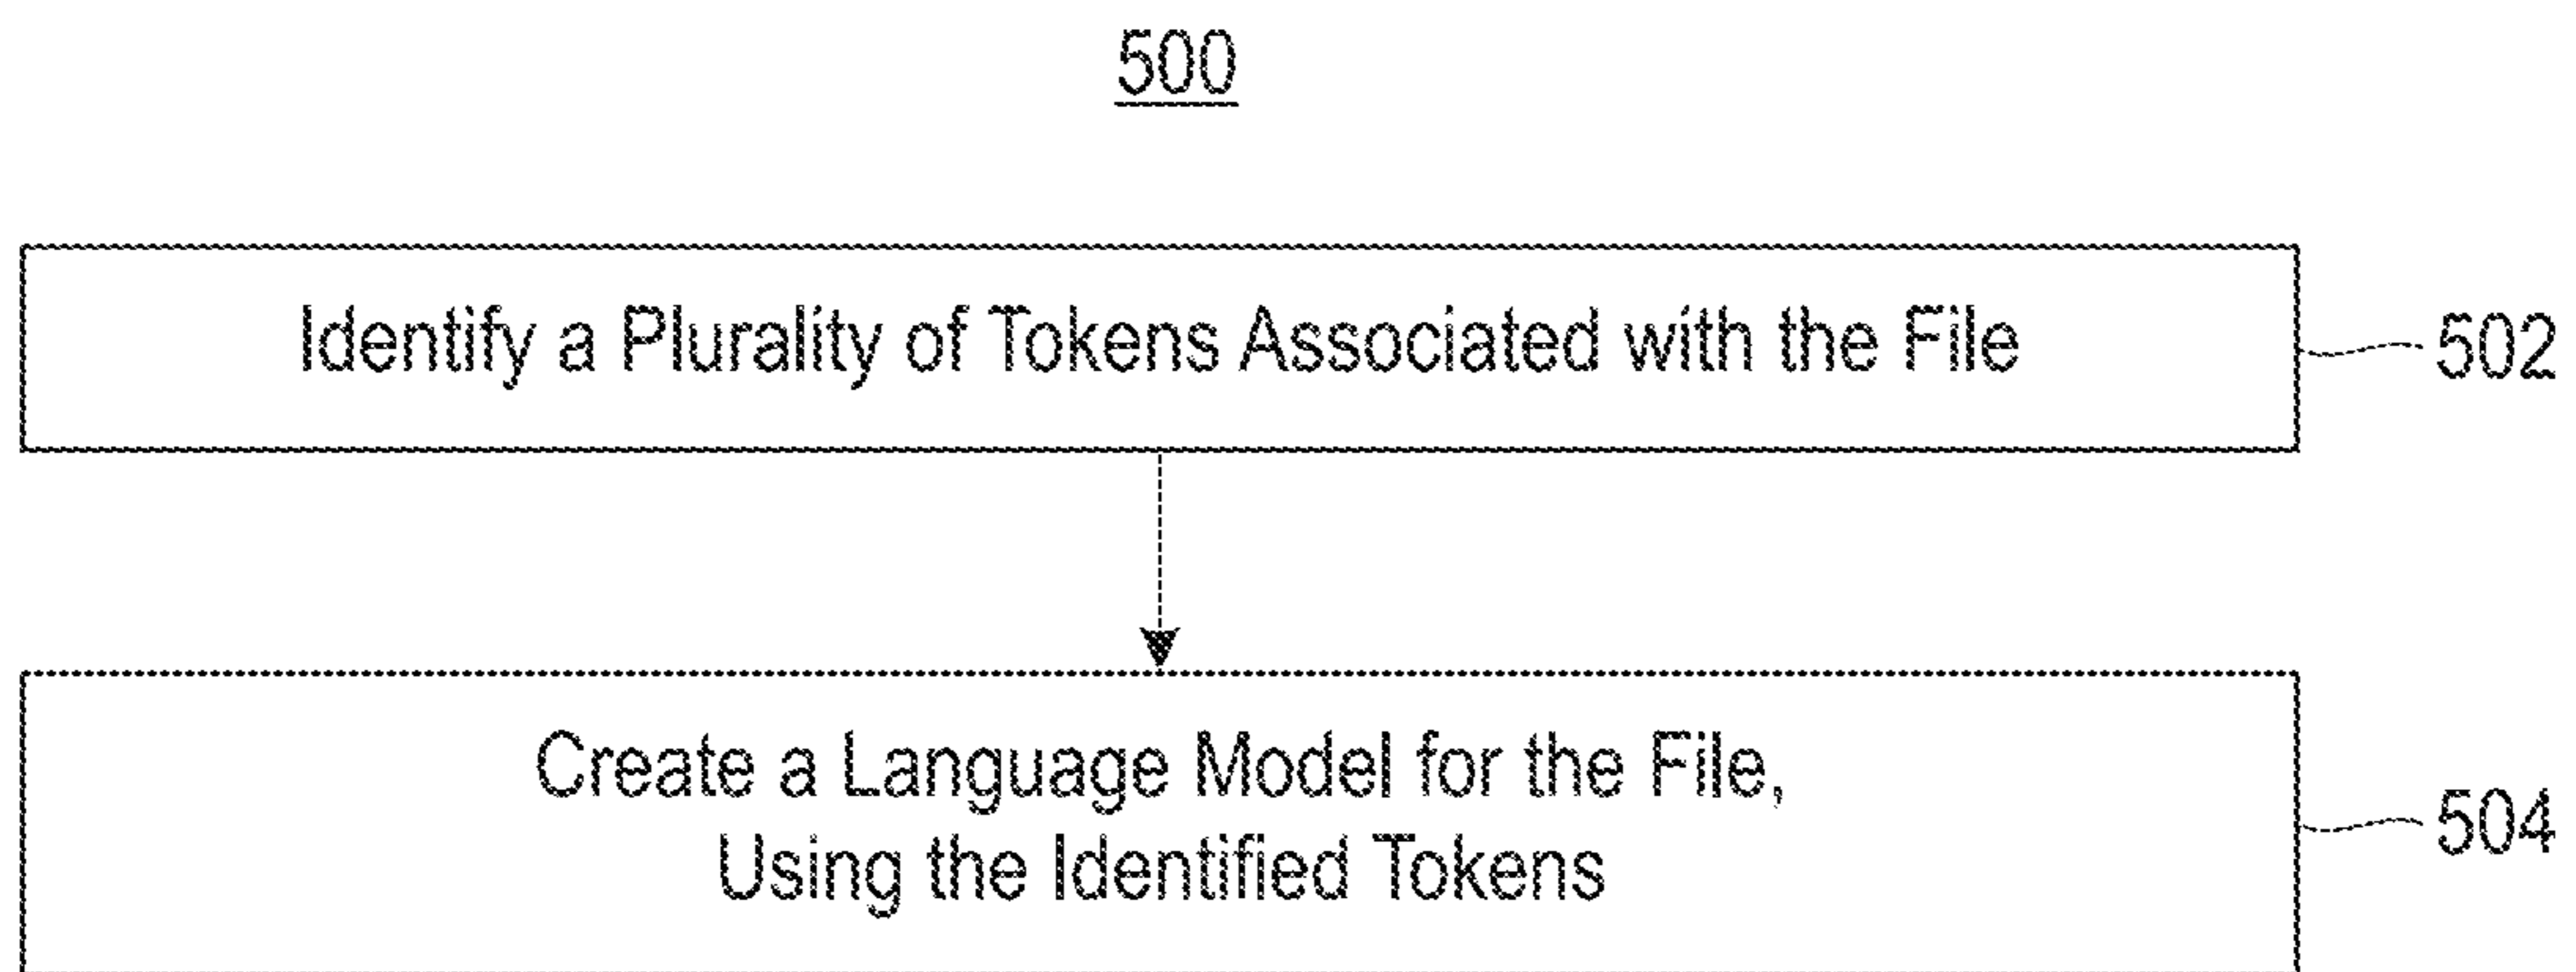 500
Identify a Plurality of Tokens Associated with the File
502
Create a Language Model for the File,
Using the Identified Tokens
504